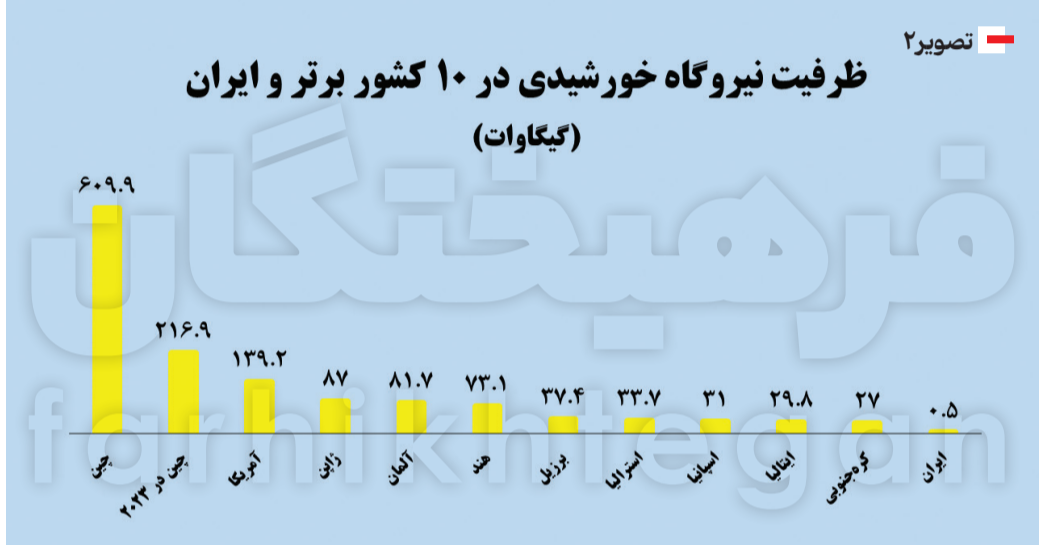 تصویر۲
ظرفیت نیروگاه خورشیدی در ۱۰ کشور برتر و ایران
(گیگاوات)
فرهیختگان
farhikhtegan
۶۰۹.۹
۲۱۶.۹
۱۳۹.۲
۸۷
۸۱.۷
۷۳.۱
۳۷.۴
۳۳.۷
۳۱
۲۹.۸
۲۷
۰.۵
چین
چین در ۲۰۲۳
آمریکا
ژاپن
آلمان
هند
برزیل
استرالیا
اسپانیا
ایتالیا
کره‌جنوبی
ایران